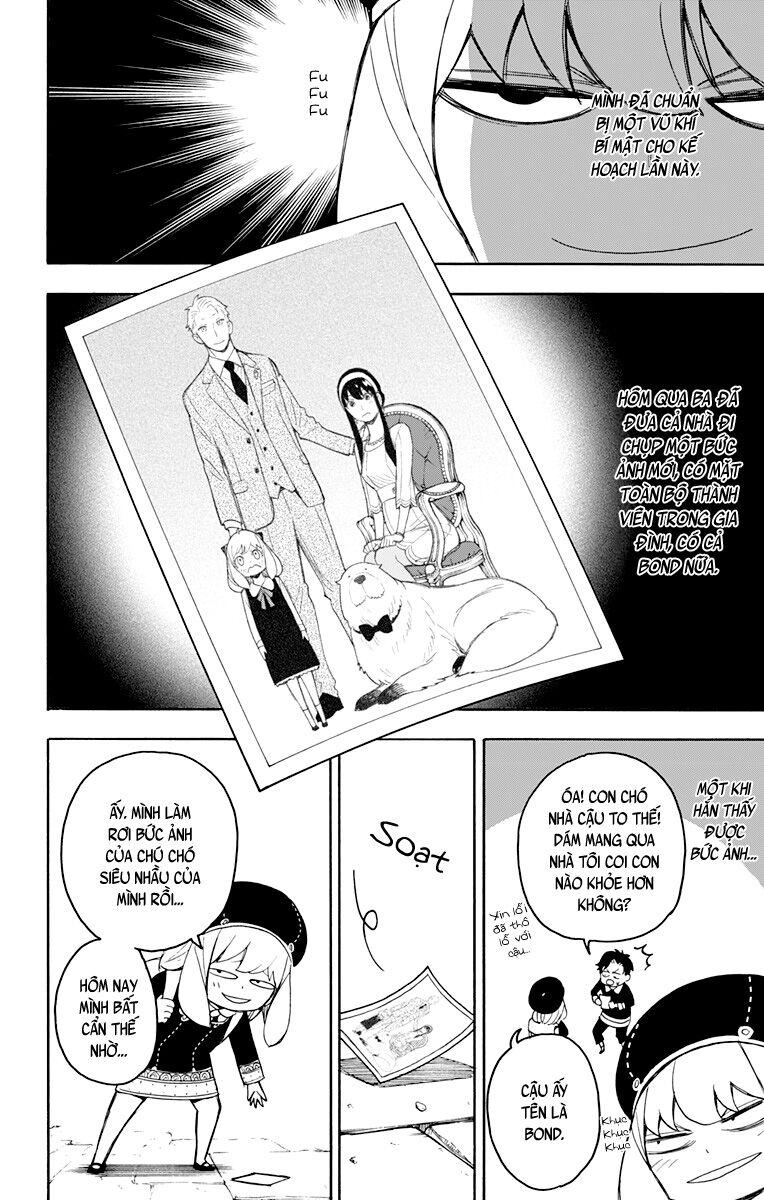 MÌNH ĐÃ CHUẨN
BỊ MỘT VŨ KHÍ
BÍ MẬT CHO KẾ
HOẠCH LẦN NÀY.
Fu
Fu
Fu
HÔM QUA BA ĐÃ
ĐƯA CẢ NHÀ ĐI
CHỤP MỘT BỨC
ẢNH MỚI, CÓ MẶT
TOÀN BỘ THÀNH
VIÊN TRONG GIA
ĐÌNH, CÓ CẢ
BOND NỮA.
MỘT KHI
HẮN THẤY
ĐƯỢC
BỨC ẢNH...
ÓA! CON CHÓ
NHÀ CẬU TO THẾ!
DÁM MANG QUA
NHÀ TÔI COI CON
NÀO KHỎE HƠN
KHÔNG?
Xin lỗi
đã thô
lỗ với
cậu...
CẬU ẤY
TÊN LÀ
BOND.
Khục
Khục
Khục
Soạt
ẤY. MÌNH LÀM
RƠI BỨC ẢNH
CỦA CHÚ CHÓ
SIÊU NHẦU CỦA
MÌNH RỒI...
HÔM NAY
MÌNH BẤT
CẨN THẾ
NHỜ...